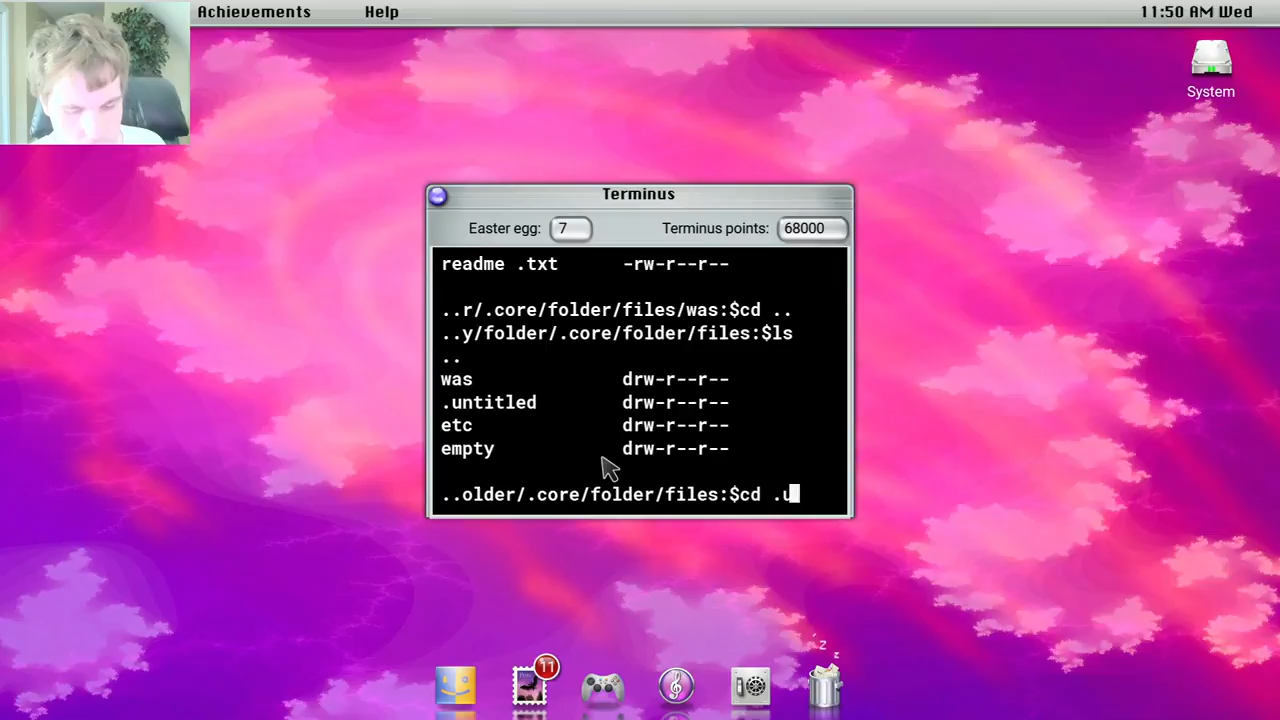 Achievements Help 11:50 AM Wed
System
Terminus
Easter egg: 7 Terminus points: 68000
readme .txt -rw-r--r--
..r/.core/folder/files/was:$cd ..
..y/folder/.core/folder/files:$ls
..
was drw-r--r--
.untitled drw-r--r--
etc drw-r--r--
empty drw-r--r--
..older/.core/folder/files:$cd .u
11
z
z